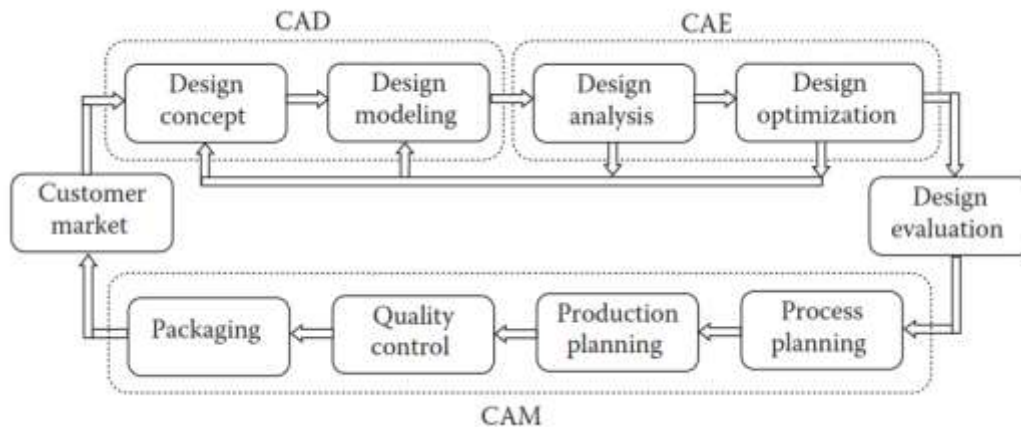 CAD
CAE
Design
concept
Design
modeling
Design
analysis
Design
optimization
Customer
market
Design
evaluation
Packaging
Quality
control
Production
planning
Process
planning
CAM